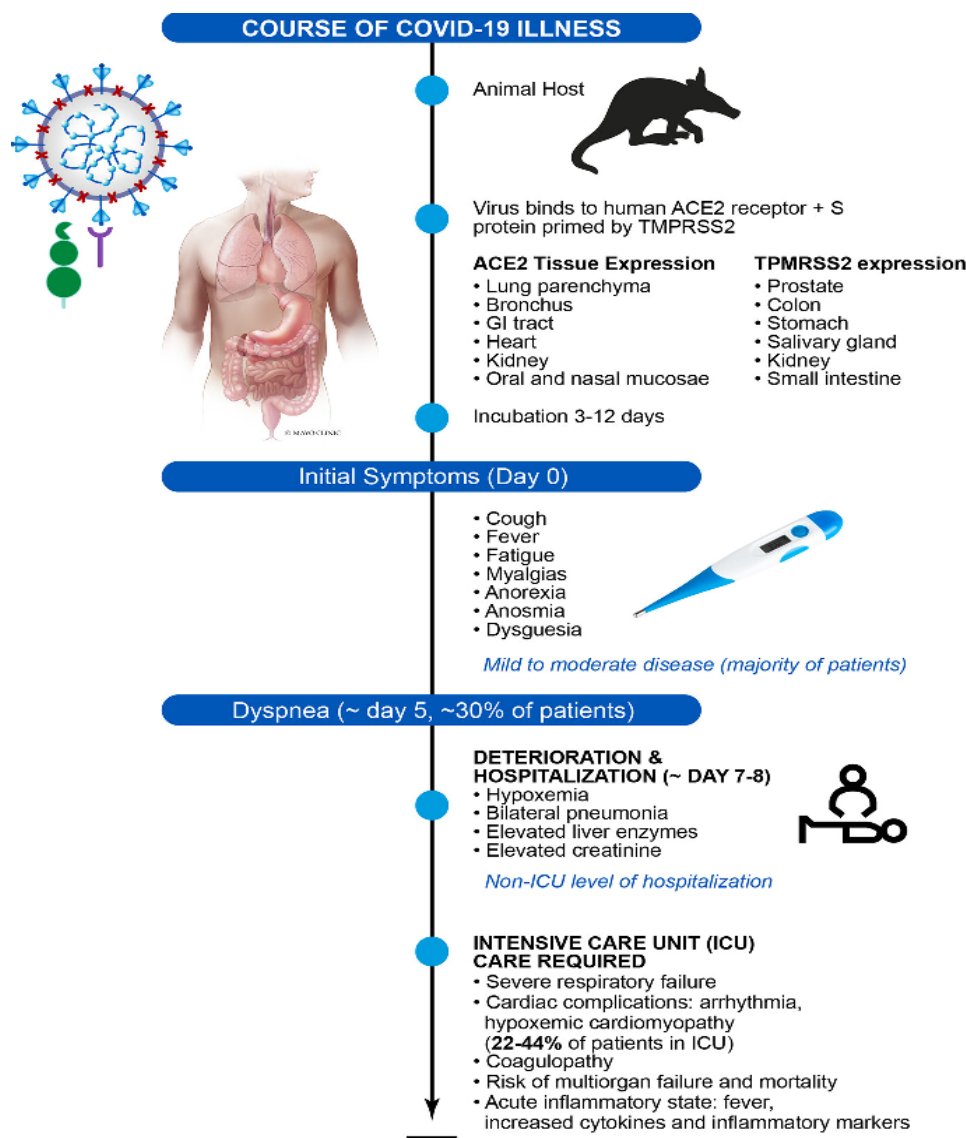 COURSE OF COVID-19 ILLNESS
Animal Host
Virus binds to human ACE2 receptor + S
protein primed by TMPRSS2
ACE2 Tissue Expression
• Lung parenchyma
• Bronchus
• GI tract
• Heart
• Kidney
• Oral and nasal mucosae
TPMRSS2 expression
• Prostate
• Colon
• Stomach
• Salivary gland
• Kidney
• Small intestine
© MAYO CLINIC
Incubation 3-12 days
Initial Symptoms (Day 0)
• Cough
• Fever
• Fatigue
• Myalgias
• Anorexia
• Anosmia
• Dysguesia
Mild to moderate disease (majority of patients)
Dyspnea (~ day 5, ~30% of patients)
DETERIORATION &
HOSPITALIZATION (~ DAY 7-8)
• Hypoxemia
• Bilateral pneumonia
• Elevated liver enzymes
• Elevated creatinine
Non-ICU level of hospitalization
INTENSIVE CARE UNIT (ICU)
CARE REQUIRED
• Severe respiratory failure
• Cardiac complications: arrhythmia,
hypoxemic cardiomyopathy
(22-44% of patients in ICU)
• Coagulopathy
• Risk of multiorgan failure and mortality
• Acute inflammatory state: fever,
increased cytokines and inflammatory markers